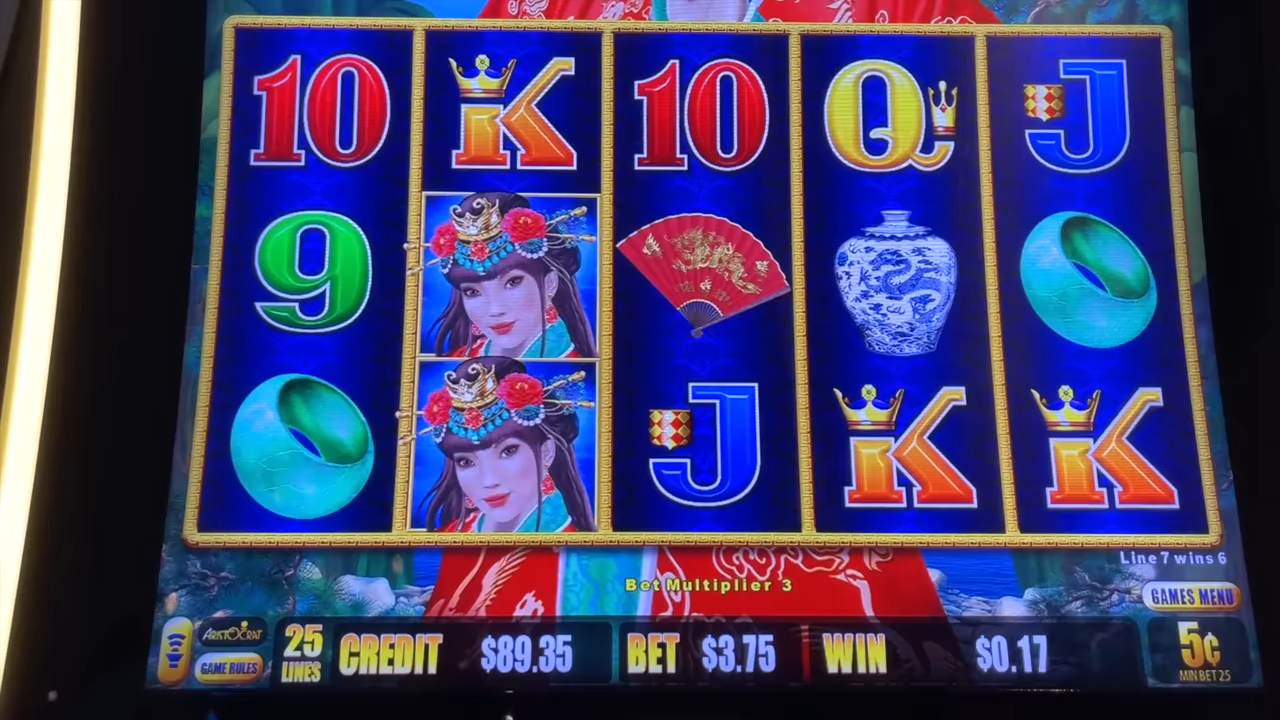 10 K 10 Q J
9
J K K
Line 7 wins 6
Bet Multiplier 3
GAMES MENU
ARISTOCRAT
GAME RULES
25
LINES
CREDIT $89.35
BET $3.75
WIN $0.17
5¢
MIN BET 25